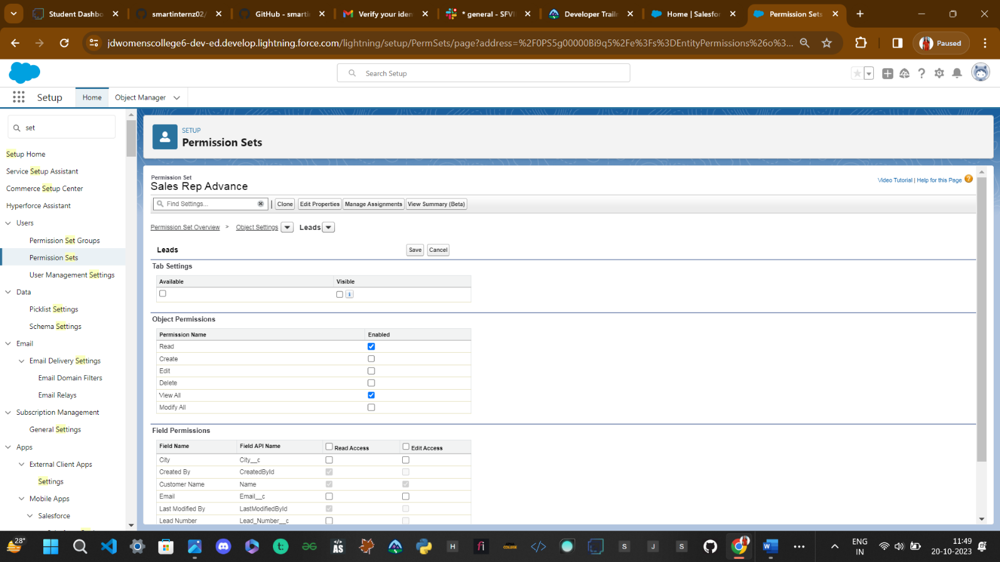 Student Dashbo
smartinternz02/
GitHub - smarti
Verify your iden
* general - SFVI
Developer Trail
Home | Salesfor
Permission Sets
jdwomenscollege6-dev-ed.develop.lightning.force.com/lightning/setup/PermSets/page?address=%2F0PS5g00000Bi9q5%2Fe%3Fs%3DEntityPermissions%26o%3...
Paused
Search Setup
Setup
Home
Object Manager
set
Setup Home
Service Setup Assistant
Commerce Setup Center
Hyperforce Assistant
Users
Permission Set Groups
Permission Sets
User Management Settings
Data
Picklist Settings
Schema Settings
Email
Email Delivery Settings
Email Domain Filters
Email Relays
Subscription Management
General Settings
Apps
External Client Apps
Settings
Mobile Apps
Salesforce
SETUP
Permission Sets
Permission Set
Sales Rep Advance
Video Tutorial | Help for this Page
Find Settings...
Clone
Edit Properties
Manage Assignments
View Summary (Beta)
Permission Set Overview > Object Settings Leads
Leads
Save
Cancel
Tab Settings
Available Visible
Object Permissions
Permission Name Enabled
Read
Create
Edit
Delete
View All
Modify All
Field Permissions
Field Name Field API Name Read Access Edit Access
City City__c
Created By CreatedById
Customer Name Name
Email Email__c
Last Modified By LastModifiedById
Lead Number Lead_Number__c
28°
ENG
IN
11:49
20-10-2023